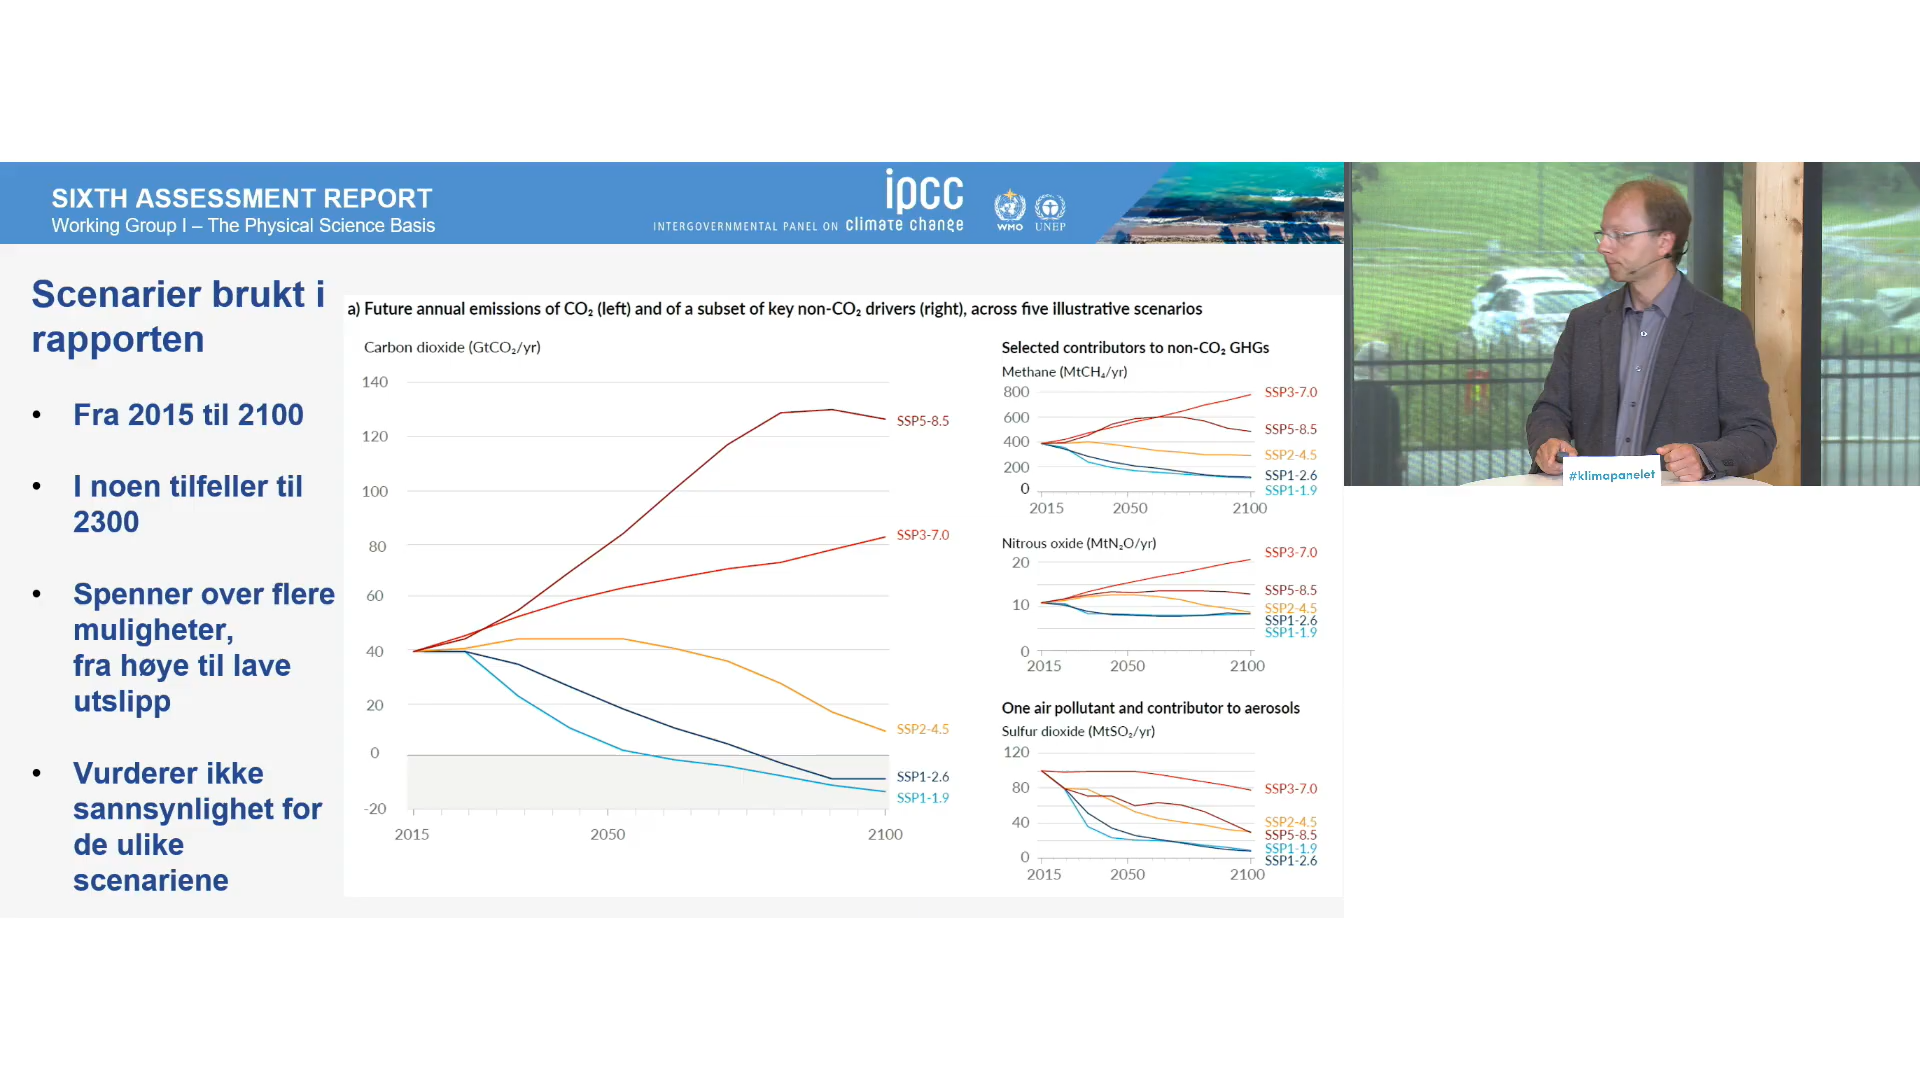 SIXTH ASSESSMENT REPORT
Working Group I – The Physical Science Basis
INTERGOVERNMENTAL PANEL ON climate change
ipcc
WMO
UNEP
Scenarier brukt i
rapporten
• Fra 2015 til 2100
• I noen tilfeller til
2300
• Spenner over flere
muligheter,
fra høye til lave
utslipp
• Vurderer ikke
sannsynlighet for
de ulike
scenariene
a) Future annual emissions of CO₂ (left) and of a subset of key non-CO₂ drivers (right), across five illustrative scenarios
Carbon dioxide (GtCO₂/yr)
140
120
100
80
60
40
20
0
-20
2015
2050
2100
SSP5-8.5
SSP3-7.0
SSP2-4.5
SSP1-2.6
SSP1-1.9
Selected contributors to non-CO₂ GHGs
Methane (MtCH₄/yr)
800
600
400
200
0
2015
2050
2100
SSP3-7.0
SSP5-8.5
SSP2-4.5
SSP1-2.6
SSP1-1.9
Nitrous oxide (MtN₂O/yr)
20
10
0
2015
2050
2100
SSP3-7.0
SSP5-8.5
SSP2-4.5
SSP1-2.6
SSP1-1.9
One air pollutant and contributor to aerosols
Sulfur dioxide (MtSO₂/yr)
120
80
40
0
2015
2050
2100
SSP3-7.0
SSP2-4.5
SSP5-8.5
SSP1-1.9
SSP1-2.6
#klimapanelet